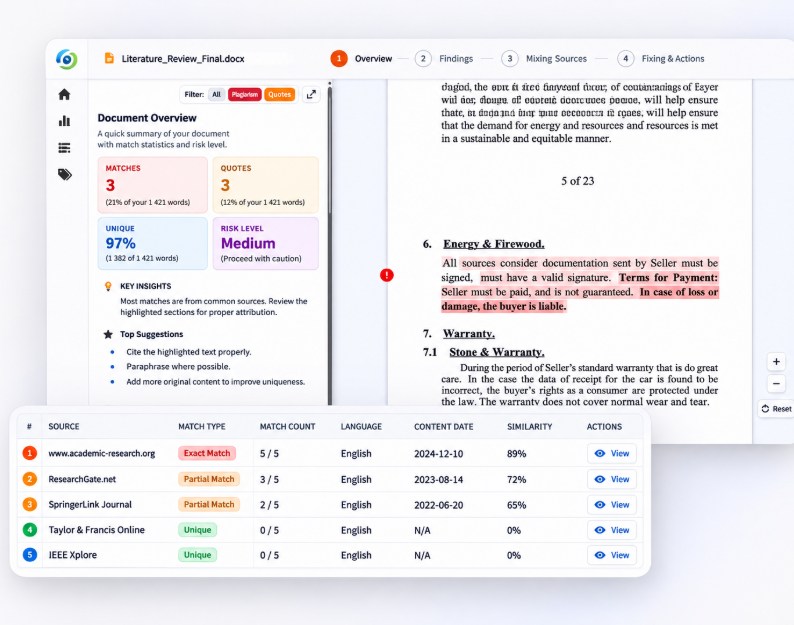 Literature_Review_Final.docx
1 Overview
2 Findings
3 Mixing Sources
4 Fixing & Actions
Filter: All Plagiarism Quotes
Document Overview
A quick summary of your document
with match statistics and risk level.
MATCHES
3
(21% of your 1 421 words)
QUOTES
3
(12% of your 1 421 words)
UNIQUE
97%
(1 382 of 1 421 words)
RISK LEVEL
Medium
(Proceed with caution)
KEY INSIGHTS
Most matches are from common sources. Review the
highlighted sections for proper attribution.
Top Suggestions
Cite the highlighted text properly.
Paraphrase where possible.
Add more original content to improve uniqueness.
the of Eayer
will help ensure
will help ensure
that the demand for energy and resources and resources is met
in a sustainable and equitable manner.
5 of 23
6. Energy & Firewood.
All sources consider documentation sent by Seller must be
signed, must have a valid signature. Terms for Payment:
Seller must be paid, and is not guaranteed. In case of loss or
damage, the buyer is liable.
7. Warranty.
7.1 Stone & Warranty.
During the period of Seller's standard warranty that is do great
care. In the case the data of receipt for the car is found to be
incorrect, the buyer's rights as a consumer are protected under
the law. The warranty does not cover normal wear and tear.
!
+
−
Reset
# SOURCE MATCH TYPE MATCH COUNT LANGUAGE CONTENT DATE SIMILARITY ACTIONS
1 www.academic-research.org Exact Match 5 / 5 English 2024-12-10 89% View
2 ResearchGate.net Partial Match 3 / 5 English 2023-08-14 72% View
3 SpringerLink Journal Partial Match 2 / 5 English 2022-06-20 65% View
4 Taylor & Francis Online Unique 0 / 5 English N/A 0% View
5 IEEE Xplore Unique 0 / 5 English N/A 0% View